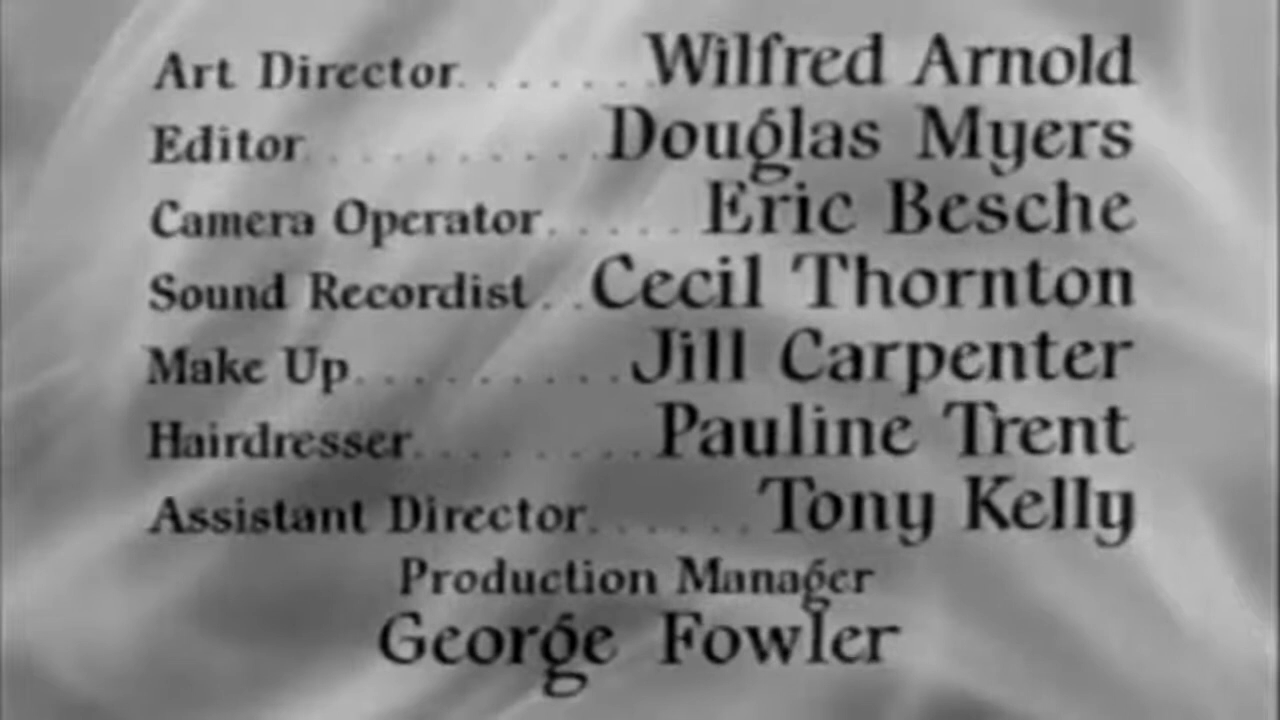 Art Director. . . . . . . Wilfred Arnold
Editor . . . . . . . . . . Douglas Myers
Camera Operator . . . . . Eric Besche
Sound Recordist . . Cecil Thornton
Make Up . . . . . . . . . Jill Carpenter
Hairdresser . . . . . . . . Pauline Trent
Assistant Director . . . . . . Tony Kelly
Production Manager
George Fowler